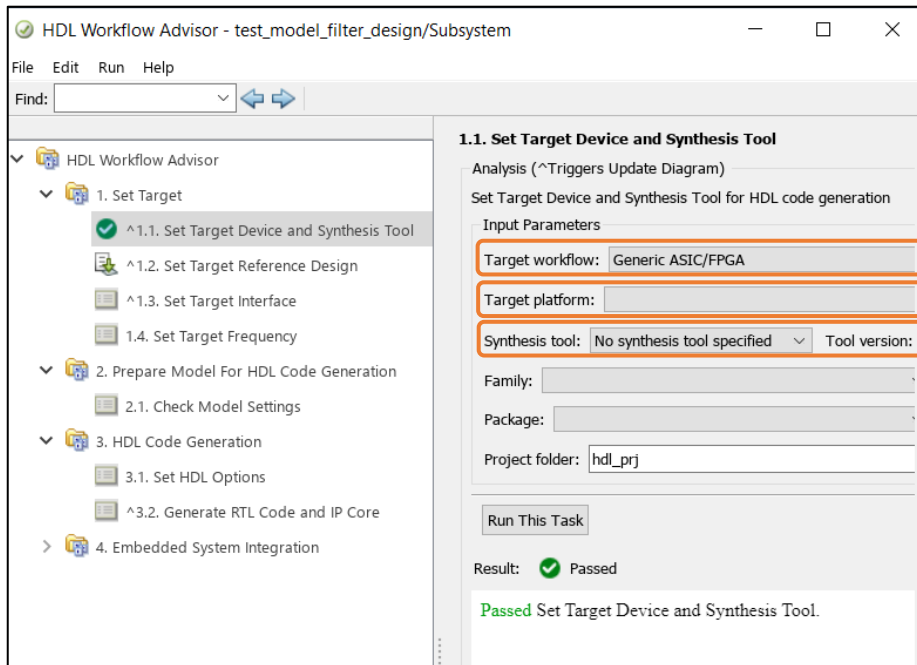 HDL Workflow Advisor - test_model_filter_design/Subsystem
File Edit Run Help
Find:
HDL Workflow Advisor
1. Set Target
^1.1. Set Target Device and Synthesis Tool
^1.2. Set Target Reference Design
^1.3. Set Target Interface
1.4. Set Target Frequency
2. Prepare Model For HDL Code Generation
2.1. Check Model Settings
3. HDL Code Generation
3.1. Set HDL Options
^3.2. Generate RTL Code and IP Core
4. Embedded System Integration
1.1. Set Target Device and Synthesis Tool
Analysis (^Triggers Update Diagram)
Set Target Device and Synthesis Tool for HDL code generation
Input Parameters
Target workflow: Generic ASIC/FPGA
Target platform:
Synthesis tool: No synthesis tool specified Tool version:
Family:
Package:
Project folder: hdl_prj
Run This Task
Result: Passed
Passed Set Target Device and Synthesis Tool.